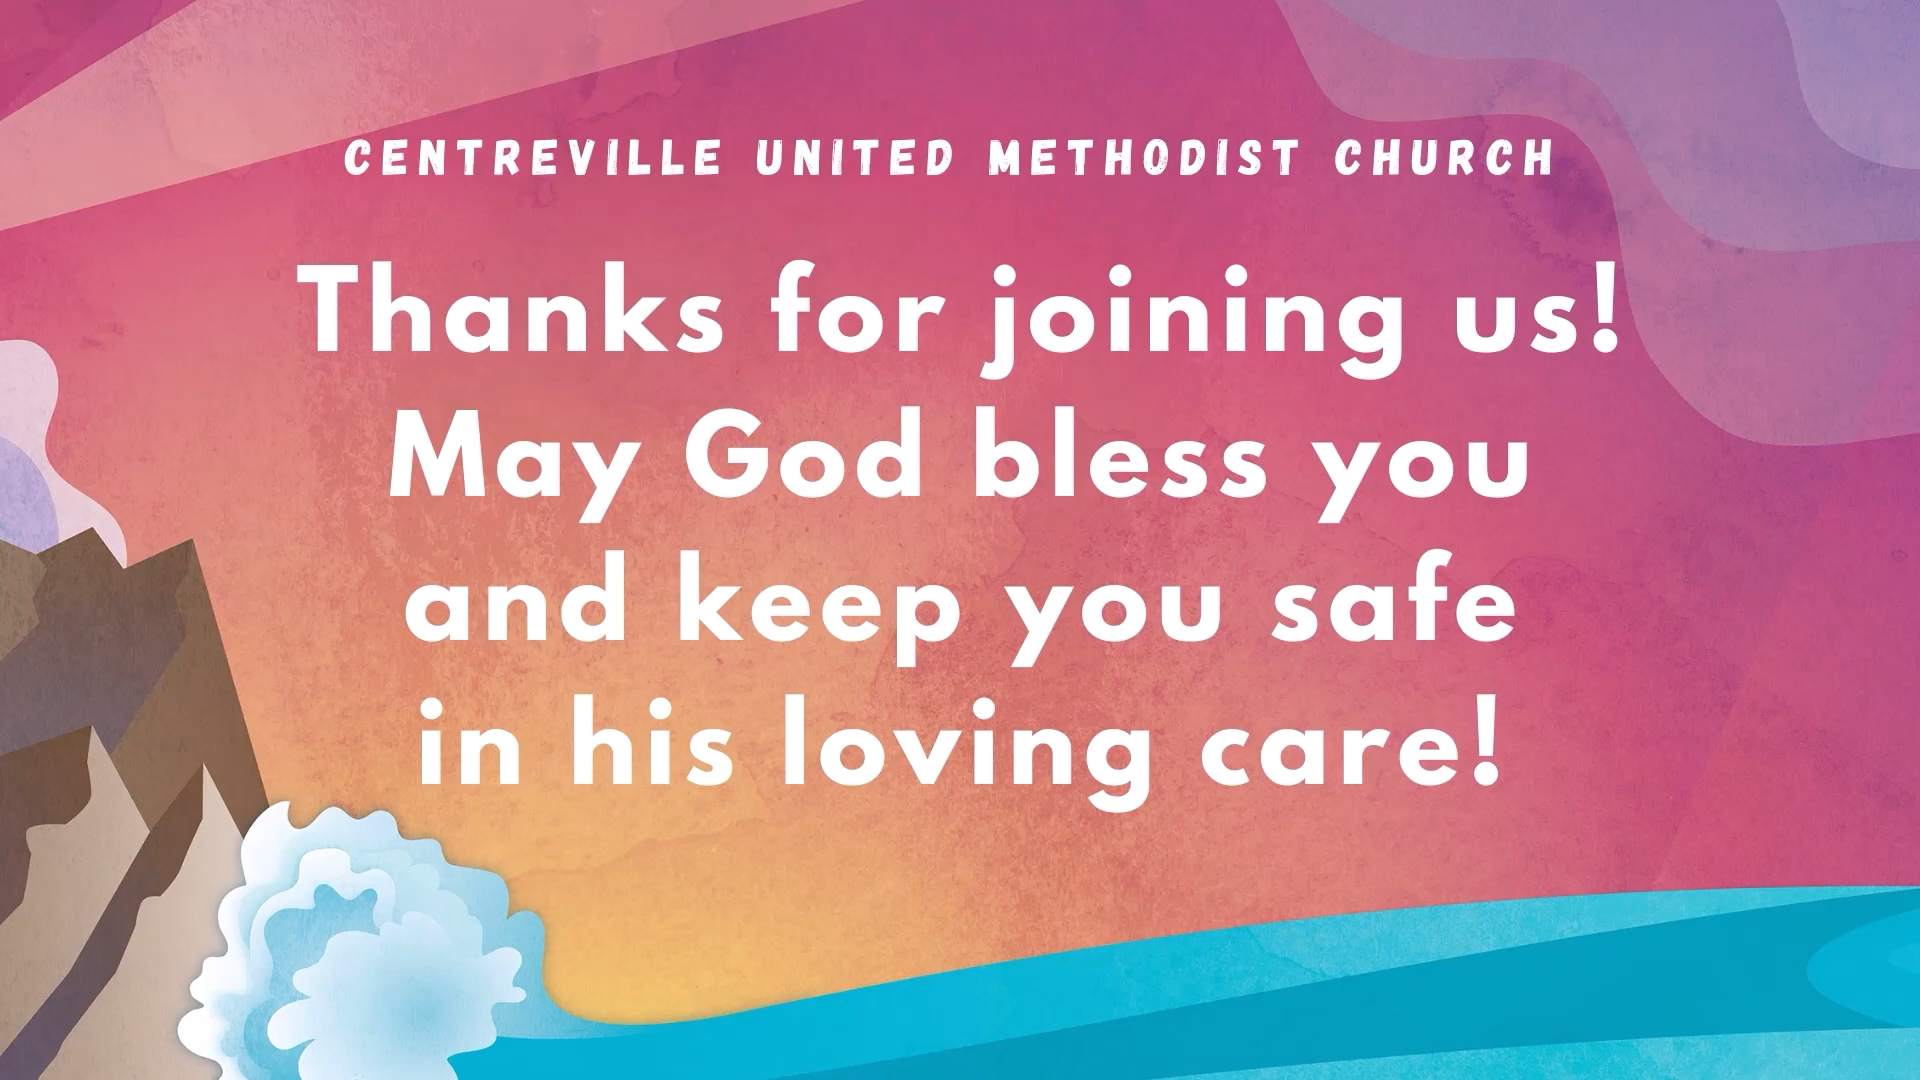 CENTREVILLE UNITED METHODIST CHURCH
Thanks for joining us!
May God bless you
and keep you safe
in his loving care!